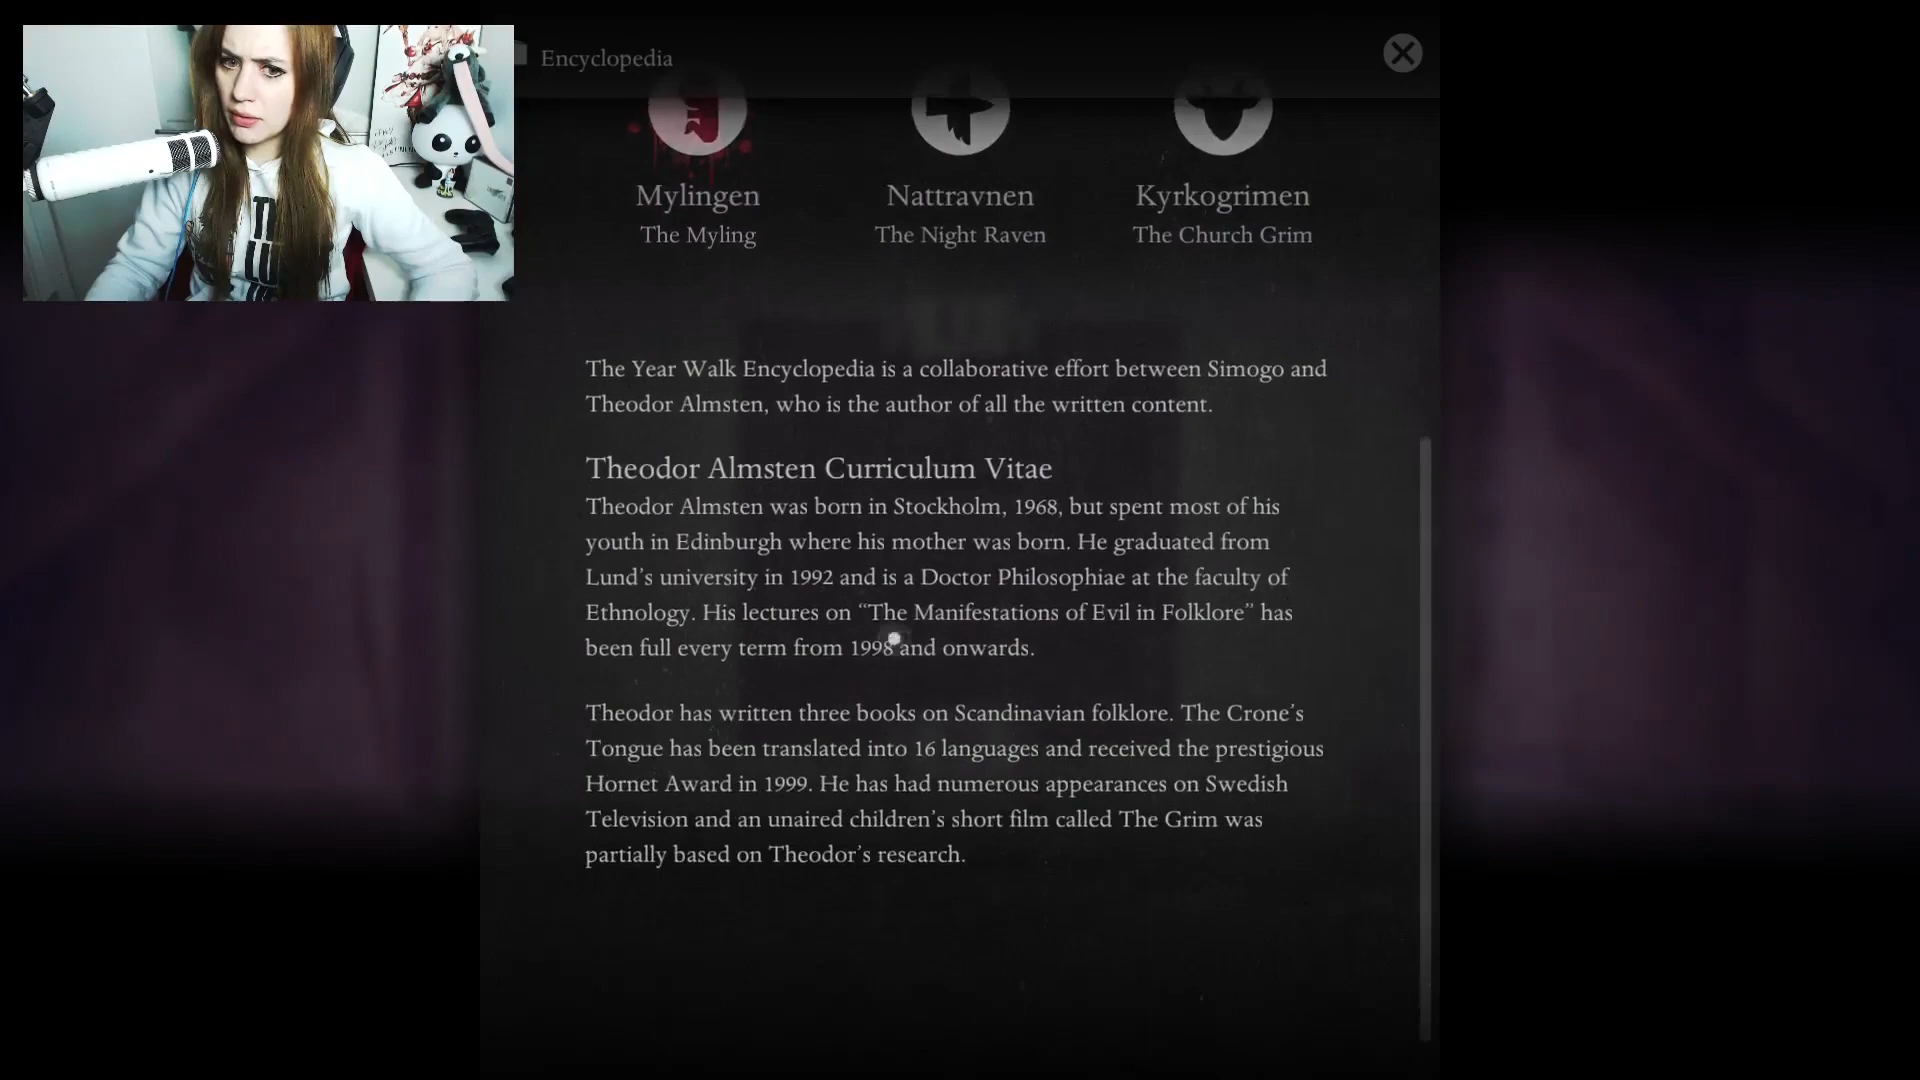 Encyclopedia
Mylingen
The Myling
Nattravnen
The Night Raven
Kyrkogrimen
The Church Grim
The Year Walk Encyclopedia is a collaborative effort between Simogo and
Theodor Almsten, who is the author of all the written content.
Theodor Almsten Curriculum Vitae
Theodor Almsten was born in Stockholm, 1968, but spent most of his
youth in Edinburgh where his mother was born. He graduated from
Lund's university in 1992 and is a Doctor Philosophiae at the faculty of
Ethnology. His lectures on “The Manifestations of Evil in Folklore” has
been full every term from 1998 and onwards.
Theodor has written three books on Scandinavian folklore. The Crone's
Tongue has been translated into 16 languages and received the prestigious
Hornet Award in 1999. He has had numerous appearances on Swedish
Television and an unaired children's short film called The Grim was
partially based on Theodor's research.